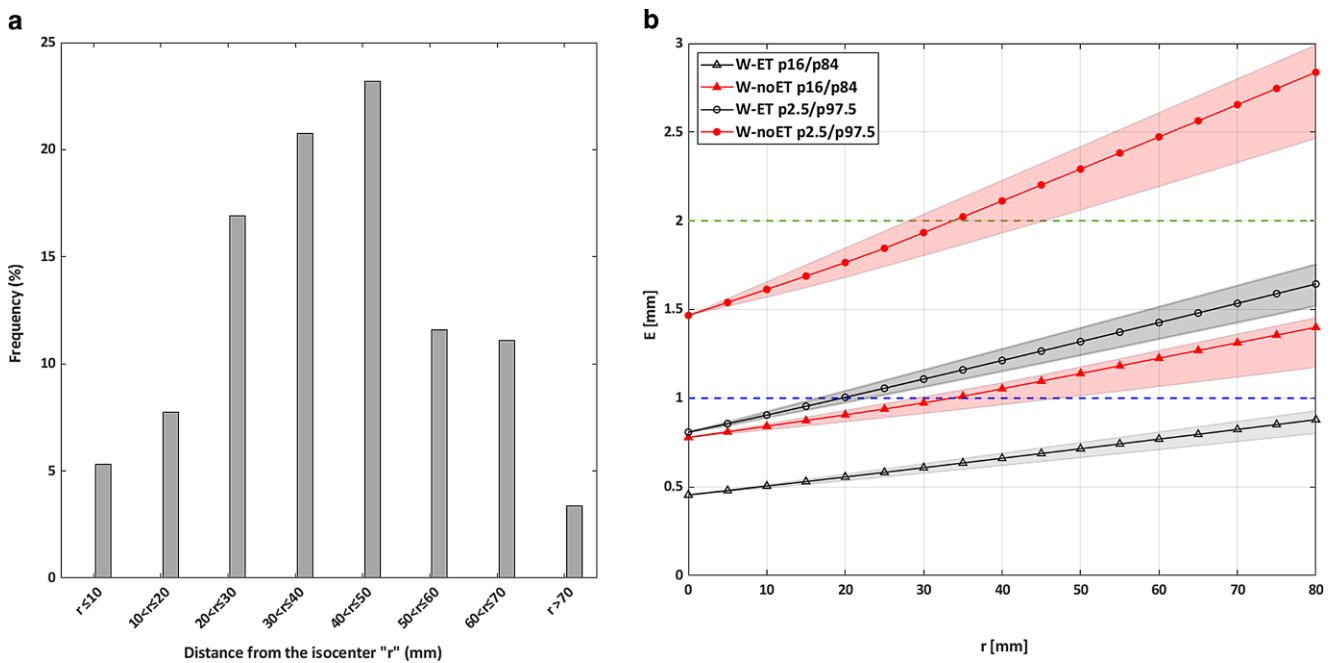 a
25
20
15
10
5
0
Frequency (%)
r ≤10
10<r≤20
20<r≤30
30<r≤40
40<r≤50
50<r≤60
60<r≤70
r >70
Distance from the isocenter "r" (mm)
b
3
2.5
2
1.5
1
0.5
0
E [mm]
W-ET p16/p84
W-noET p16/p84
W-ET p2.5/p97.5
W-noET p2.5/p97.5
0 10 20 30 40 50 60 70 80
r [mm]